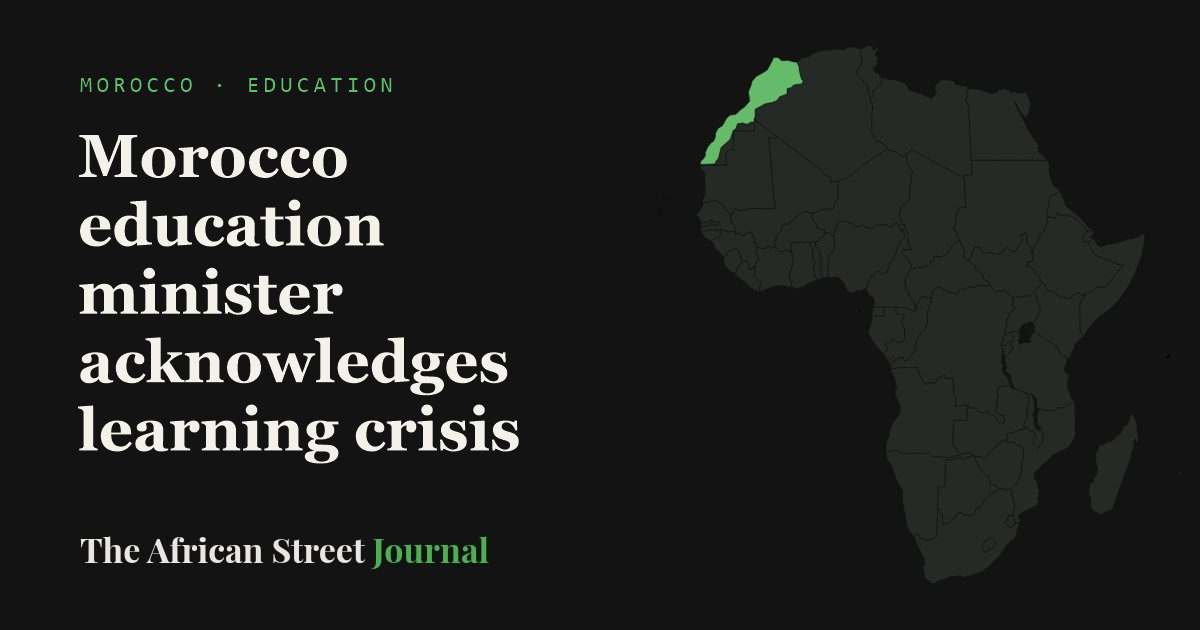 MOROCCO · EDUCATION
Morocco
education
minister
acknowledges
learning crisis
The African Street Journal